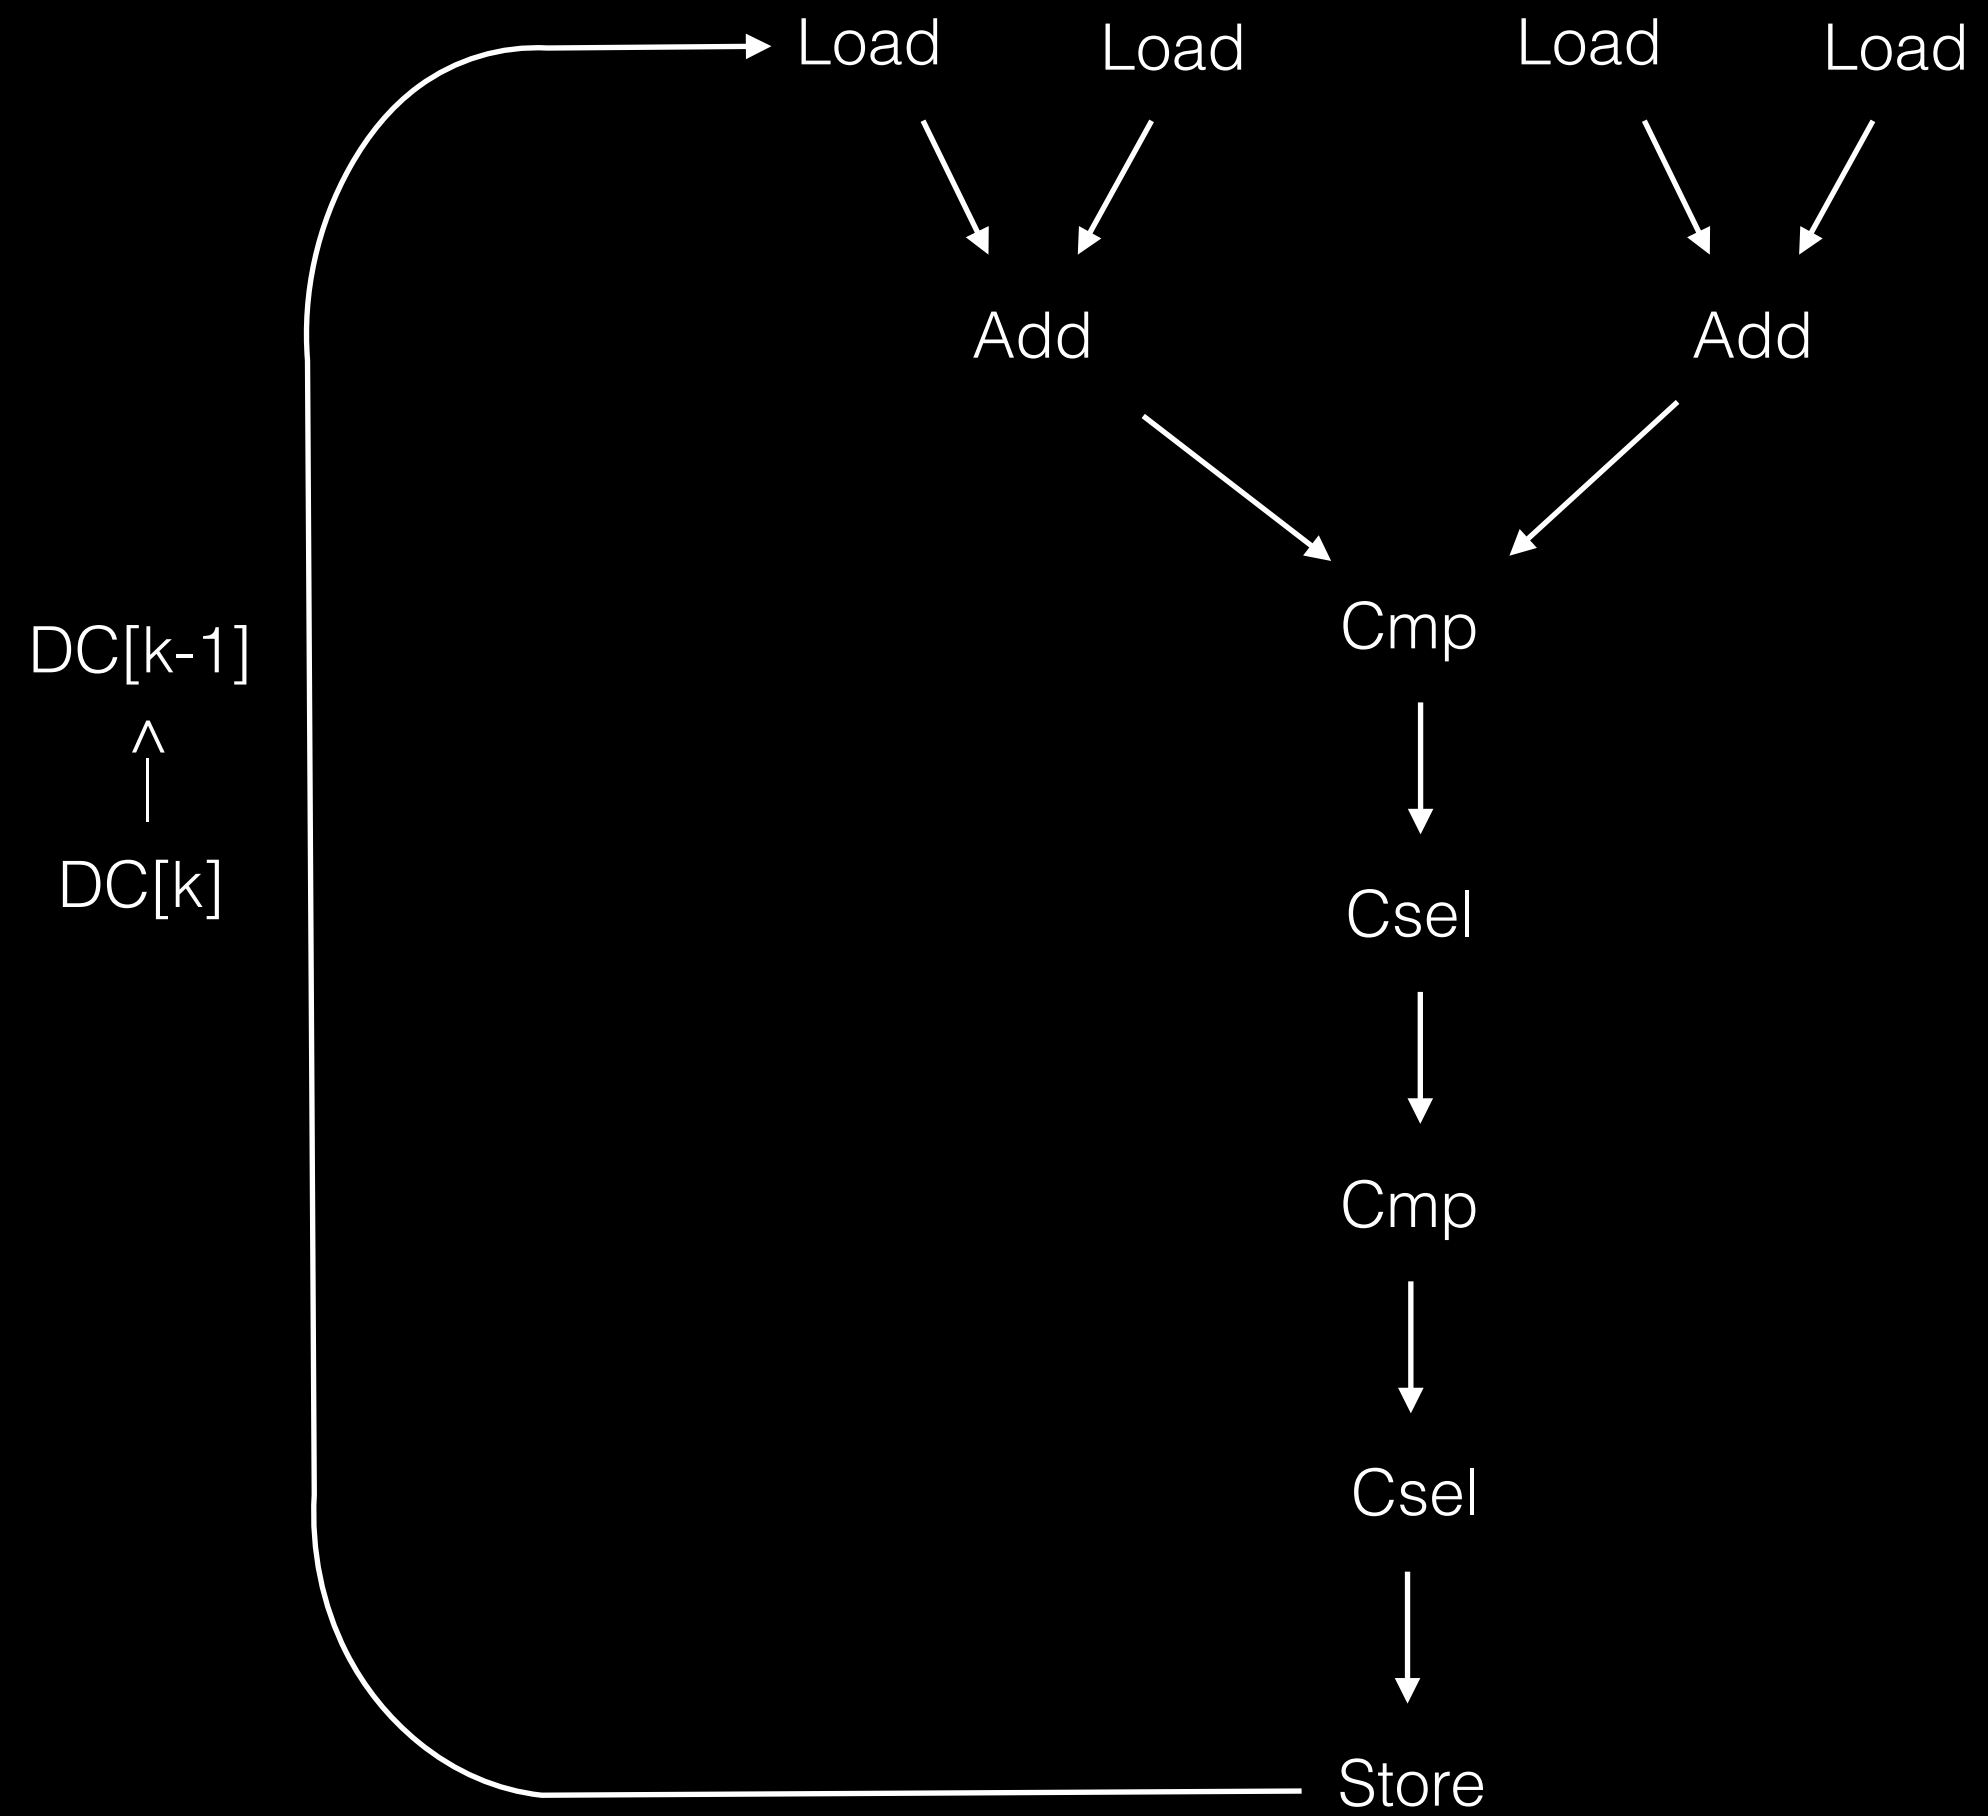 Load Load Load Load
Add Add
Cmp
DC[k-1]
^
|
DC[k]
Csel
Cmp
Csel
Store